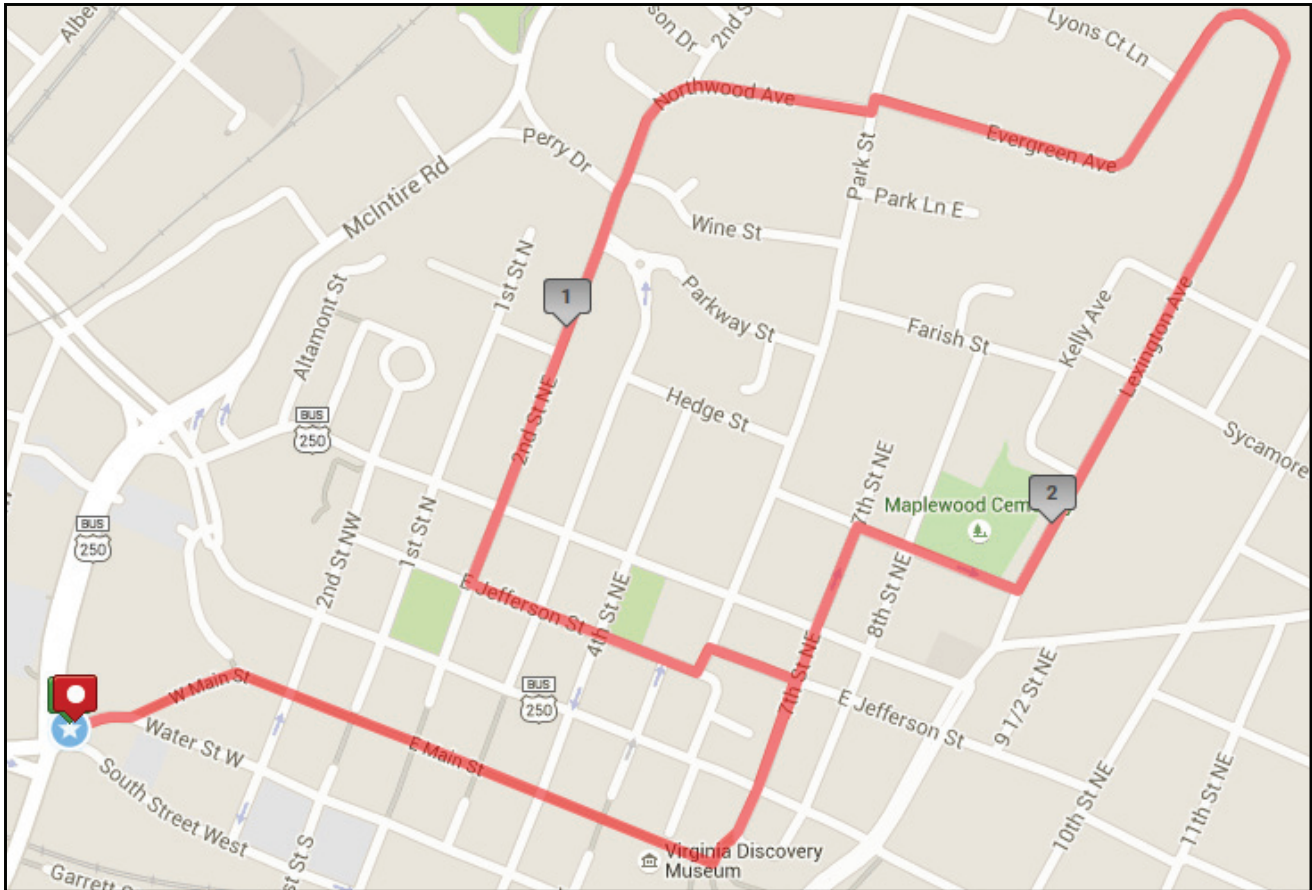 Lyons Ct Ln
2nd S
son Dr
Albe
Northwood Ave
Evergreen Ave
Perry Dr
Park St
McIntire Rd
Park Ln E
Wine St
1st St N
1
Altamont St
Parkway St
Kelly Ave
Farish St
Lexington Ave
2nd St NE
Hedge St
BUS
250
Sycamore
7th St NE
2
Maplewood Cem
BUS
250
1st St N
2nd St NW
E Jefferson St
4th St NE
8th St NE
7th St NE
9 1/2 St NE
W Main St
BUS
250
E Jefferson St
Water St W
E Main St
South Street West
10th St NE
11th St NE
Virginia Discovery
Museum
st St S
Garrett S